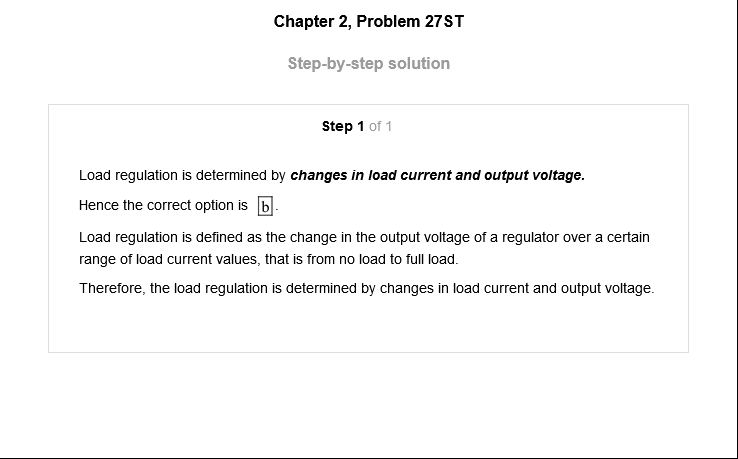 Chapter 2, Problem 27ST
Step-by-step solution
Step 1 of 1
Load regulation is determined by changes in load current and output voltage.
Hence the correct option is b.
Load regulation is defined as the change in the output voltage of a regulator over a certain
range of load current values, that is from no load to full load.
Therefore, the load regulation is determined by changes in load current and output voltage.